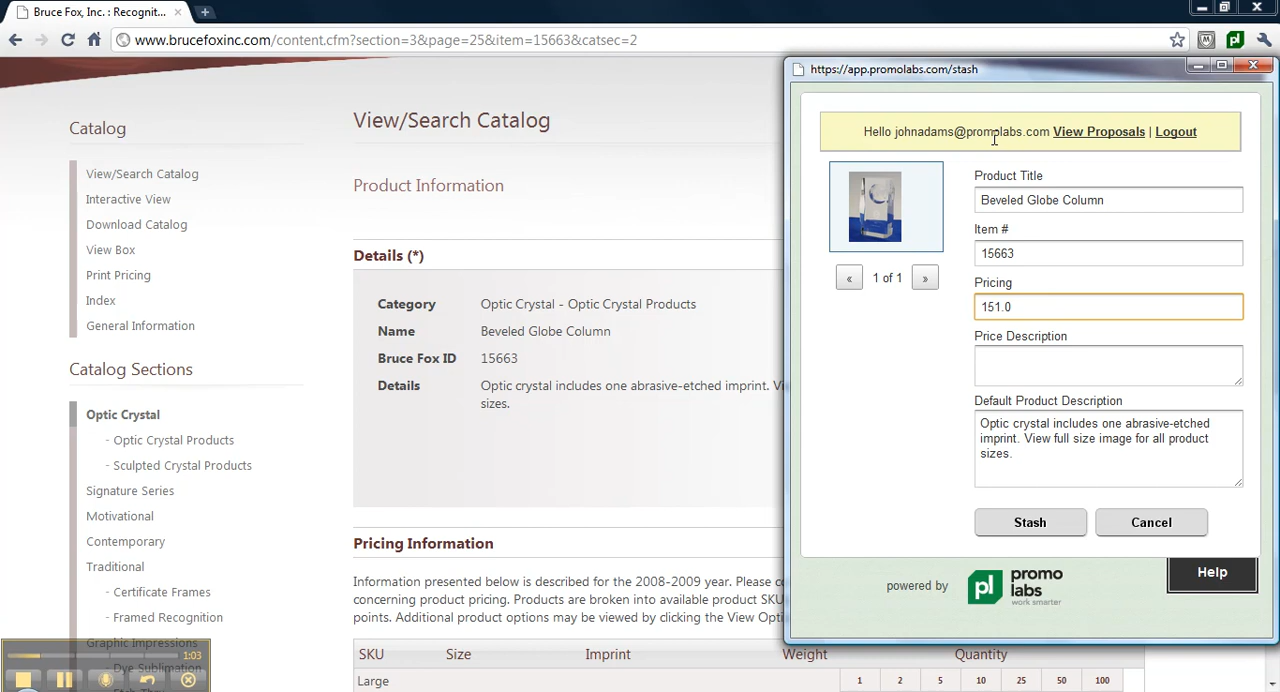 Bruce Fox, Inc. : Recognit...
www.brucefoxinc.com/content.cfm?section=3&page=25&item=15663&catsec=2
Catalog
View/Search Catalog
Interactive View
Download Catalog
View Box
Print Pricing
Index
General Information
Catalog Sections
Optic Crystal
- Optic Crystal Products
- Sculpted Crystal Products
Signature Series
Motivational
Contemporary
Traditional
- Certificate Frames
- Framed Recognition
Graphic Impressions
- Dye Sublimation
1:03
View/Search Catalog
Product Information
Details (*)
Category Optic Crystal - Optic Crystal Products
Name Beveled Globe Column
Bruce Fox ID 15663
Details Optic crystal includes one abrasive-etched imprint. Vi
sizes.
Pricing Information
Information presented below is described for the 2008-2009 year. Please co
concerning product pricing. Products are broken into available product SKU
points. Additional product options may be viewed by clicking the View Opti
SKU Size Imprint Weight Quantity
Large 1 2 5 10 25 50 100
https://app.promolabs.com/stash
Hello johnadams@promolabs.com View Proposals | Logout
« 1 of 1 »
Product Title
Beveled Globe Column
Item #
15663
Pricing
151.0
Price Description
Default Product Description
Optic crystal includes one abrasive-etched
imprint. View full size image for all product
sizes.
Stash Cancel
Help
powered by pl promo
labs
work smarter
pl